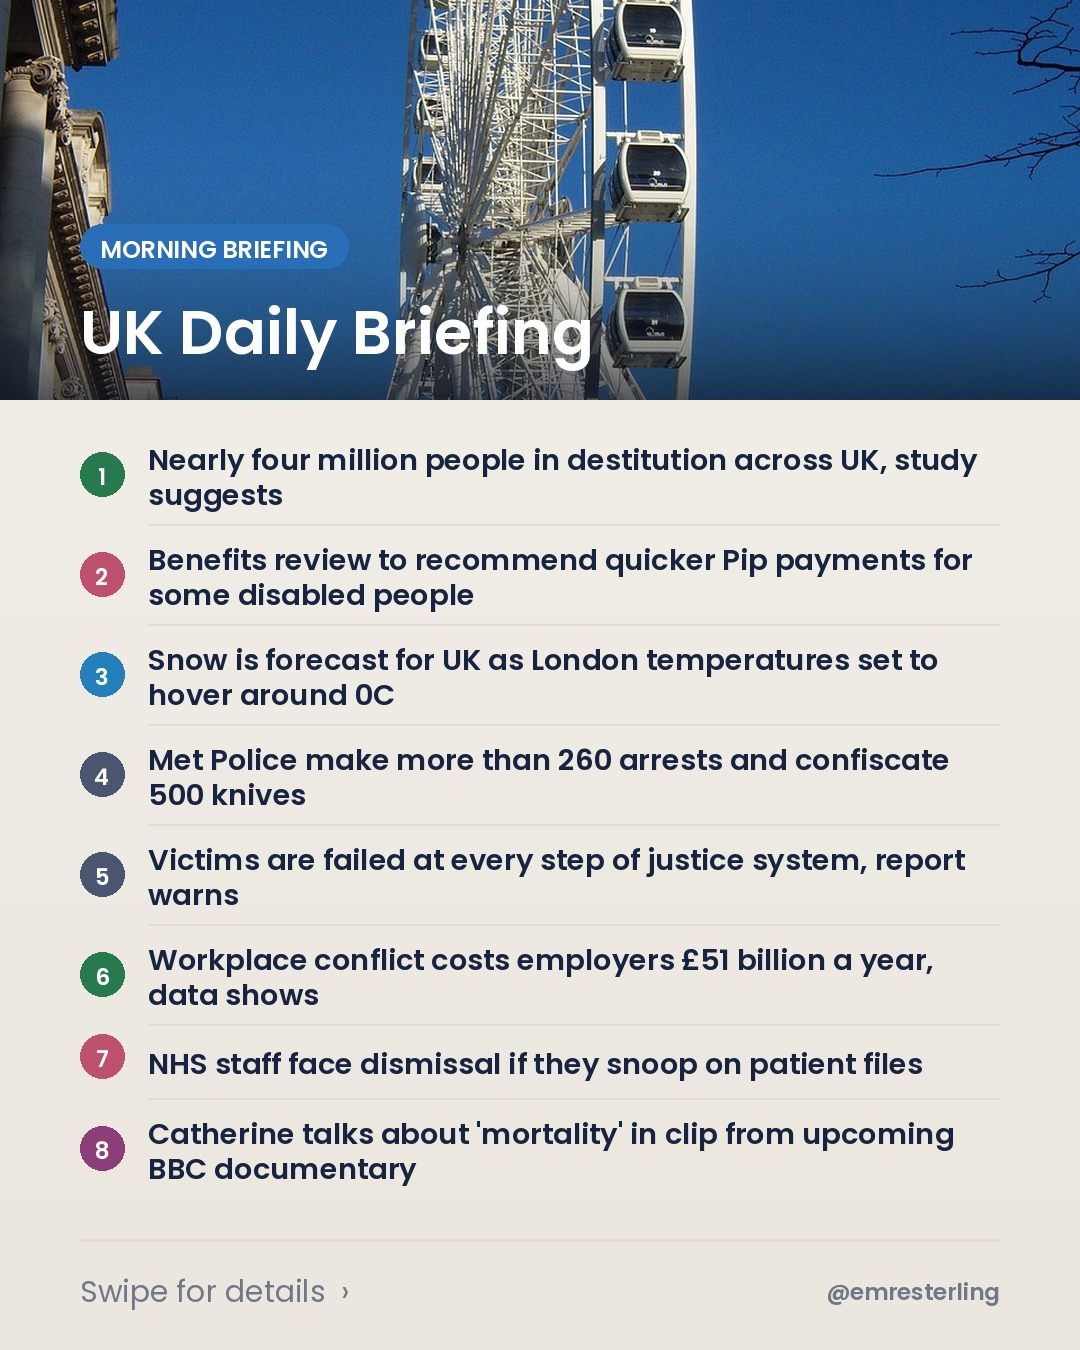 MORNING BRIEFING
UK Daily Briefing
1
Nearly four million people in destitution across UK, study
suggests
2
Benefits review to recommend quicker Pip payments for
some disabled people
3
Snow is forecast for UK as London temperatures set to
hover around 0C
4
Met Police make more than 260 arrests and confiscate
500 knives
5
Victims are failed at every step of justice system, report
warns
6
Workplace conflict costs employers £51 billion a year,
data shows
7
NHS staff face dismissal if they snoop on patient files
8
Catherine talks about 'mortality' in clip from upcoming
BBC documentary
Swipe for details ›
@emresterling